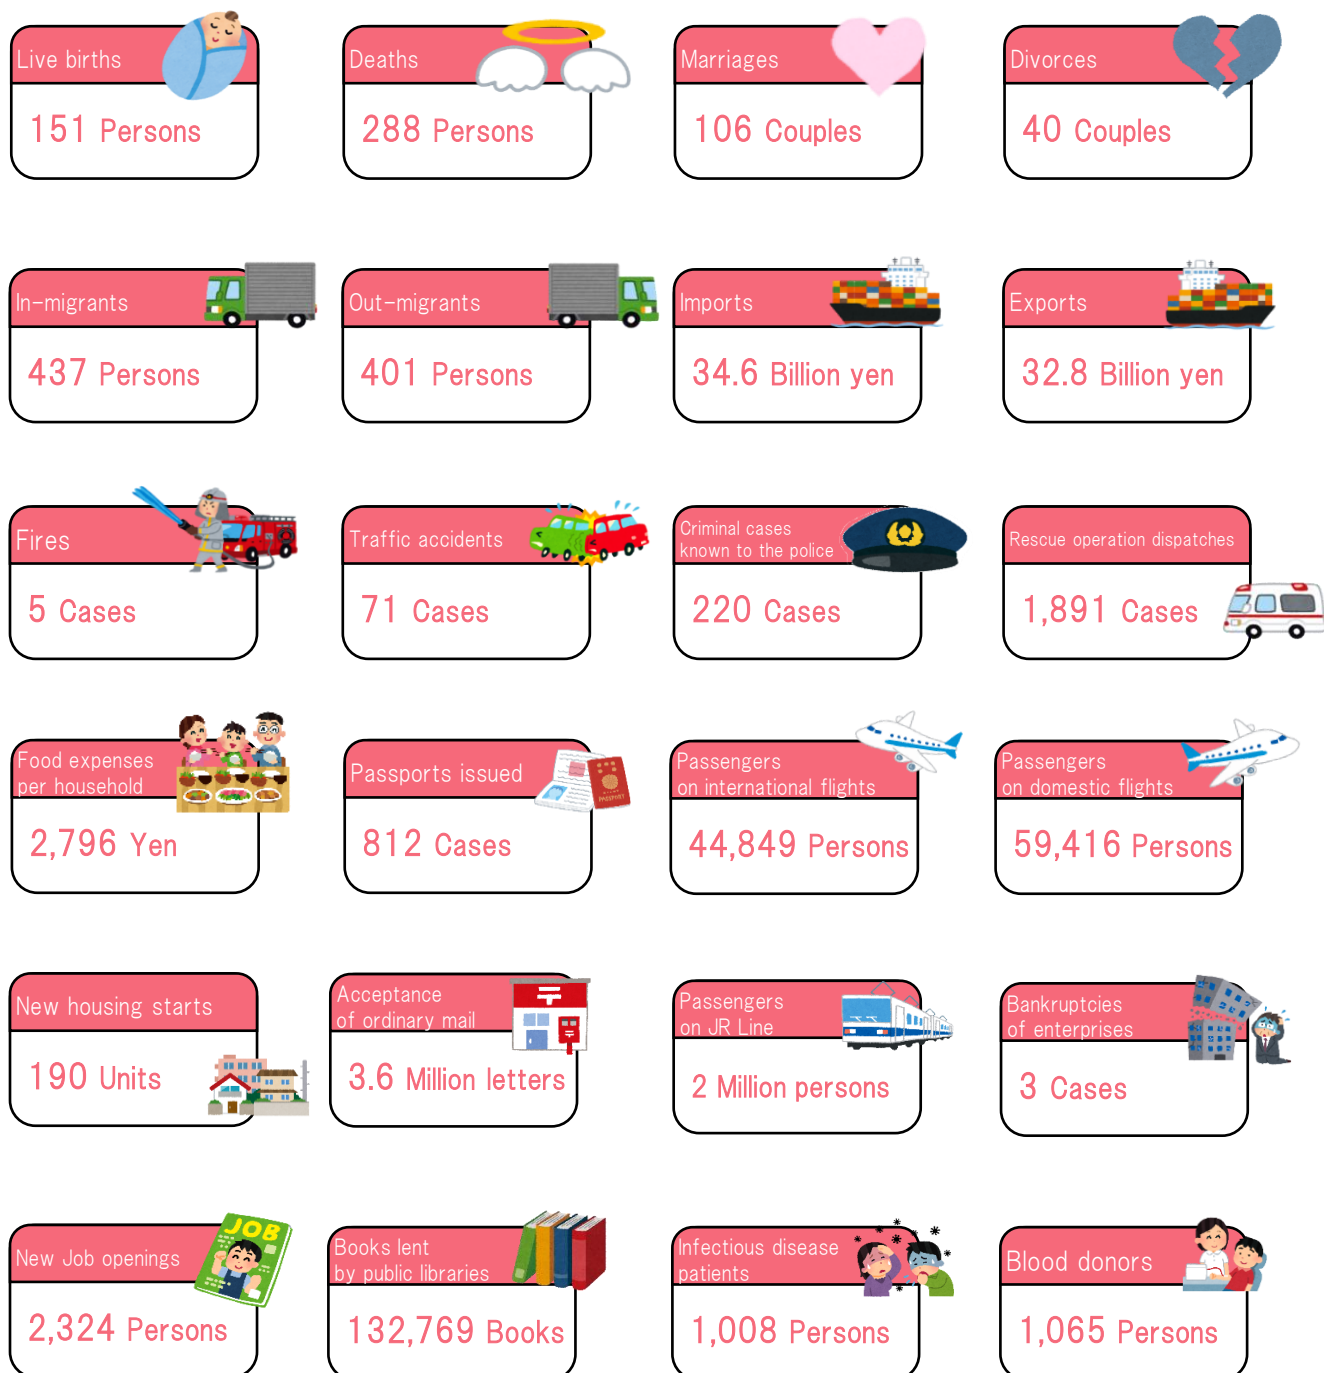 Live births
151 Persons
Deaths
288 Persons
Marriages
106 Couples
Divorces
40 Couples
In-migrants
437 Persons
Out-migrants
401 Persons
Imports
34.6 Billion yen
Exports
32.8 Billion yen
Fires
5 Cases
Traffic accidents
71 Cases
Criminal cases
known to the police
220 Cases
Rescue operation dispatches
1,891 Cases
Food expenses
per household
2,796 Yen
Passports issued
PASSPORT
812 Cases
Passengers
on international flights
44,849 Persons
Passengers
on domestic flights
59,416 Persons
New housing starts
190 Units
Acceptance
of ordinary mail
3.6 Million letters
Passengers
on JR Line
2 Million persons
Bankruptcies
of enterprises
3 Cases
New Job openings
JOB
2,324 Persons
Books lent
by public libraries
132,769 Books
Infectious disease
patients
1,008 Persons
Blood donors
1,065 Persons